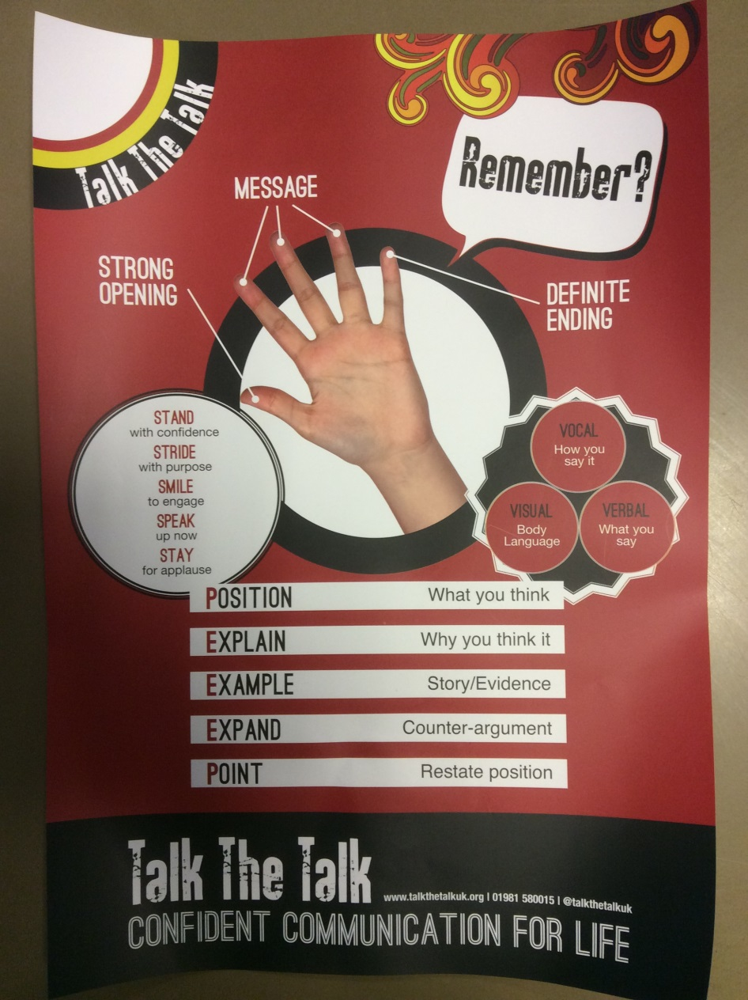 Talk The Talk
Remember?
MESSAGE
STRONG
OPENING
DEFINITE
ENDING
STAND
with confidence
STRIDE
with purpose
SMILE
to engage
SPEAK
up now
STAY
for applause
VOCAL
How you
say it
VISUAL
Body
Language
VERBAL
What you
say
POSITION What you think
EXPLAIN Why you think it
EXAMPLE Story/Evidence
EXPAND Counter-argument
POINT Restate position
Talk The Talk
www.talkthetalkuk.org | 01981 580015 | @talkthetalkuk
CONFIDENT COMMUNICATION FOR LIFE